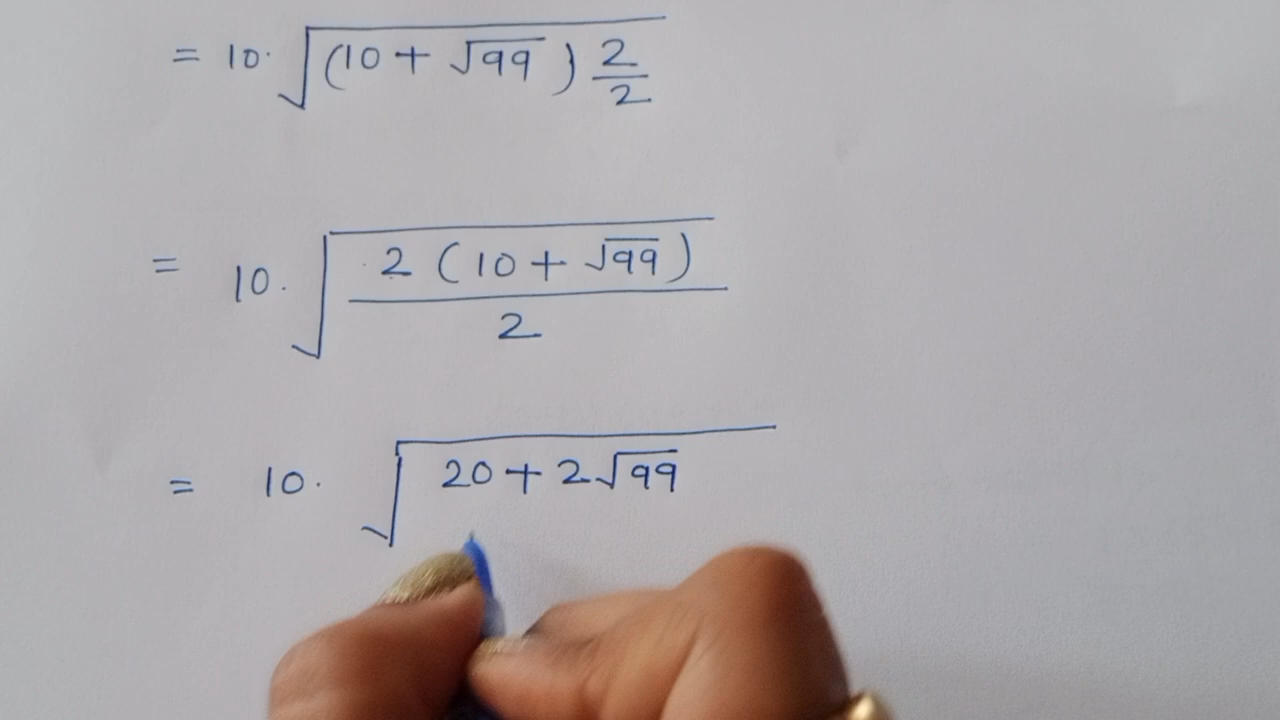 = 10. √(10 + √99) 2/2
= 10. √2 (10 + √99) / 2
= 10. √20 + 2√99